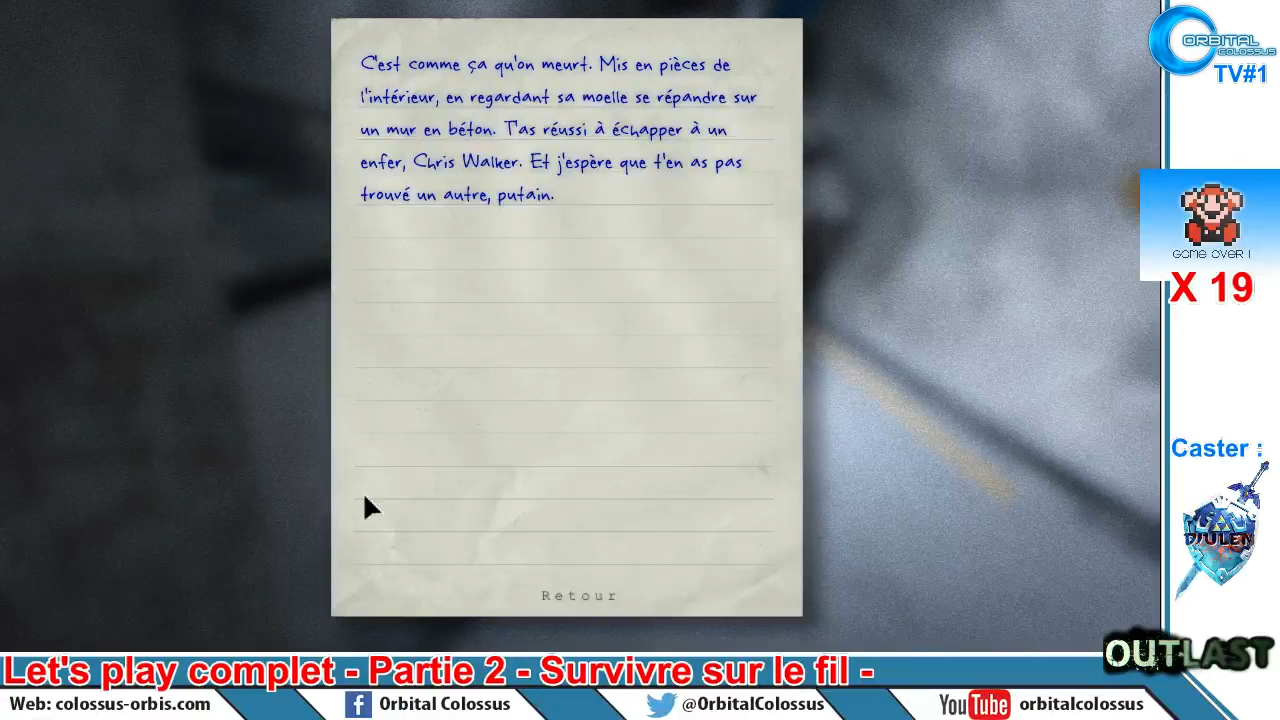 C'est comme ça qu'on meurt. Mis en pièces de
l'intérieur, en regardant sa moelle se répandre sur
un mur en béton. T'as réussi à échapper à un
enfer, Chris Walker. Et j'espère que t'en as pas
trouvé un autre, putain.
Retour
ORBITAL
COLOSSUS
TV#1
GAME OVER !
X 19
Caster :
DJULEN
OUTLAST
Let's play complet - Partie 2 - Survivre sur le fil -
Web: colossus-orbis.com
Orbital Colossus
@OrbitalColossus
YouTube
orbitalcolossus